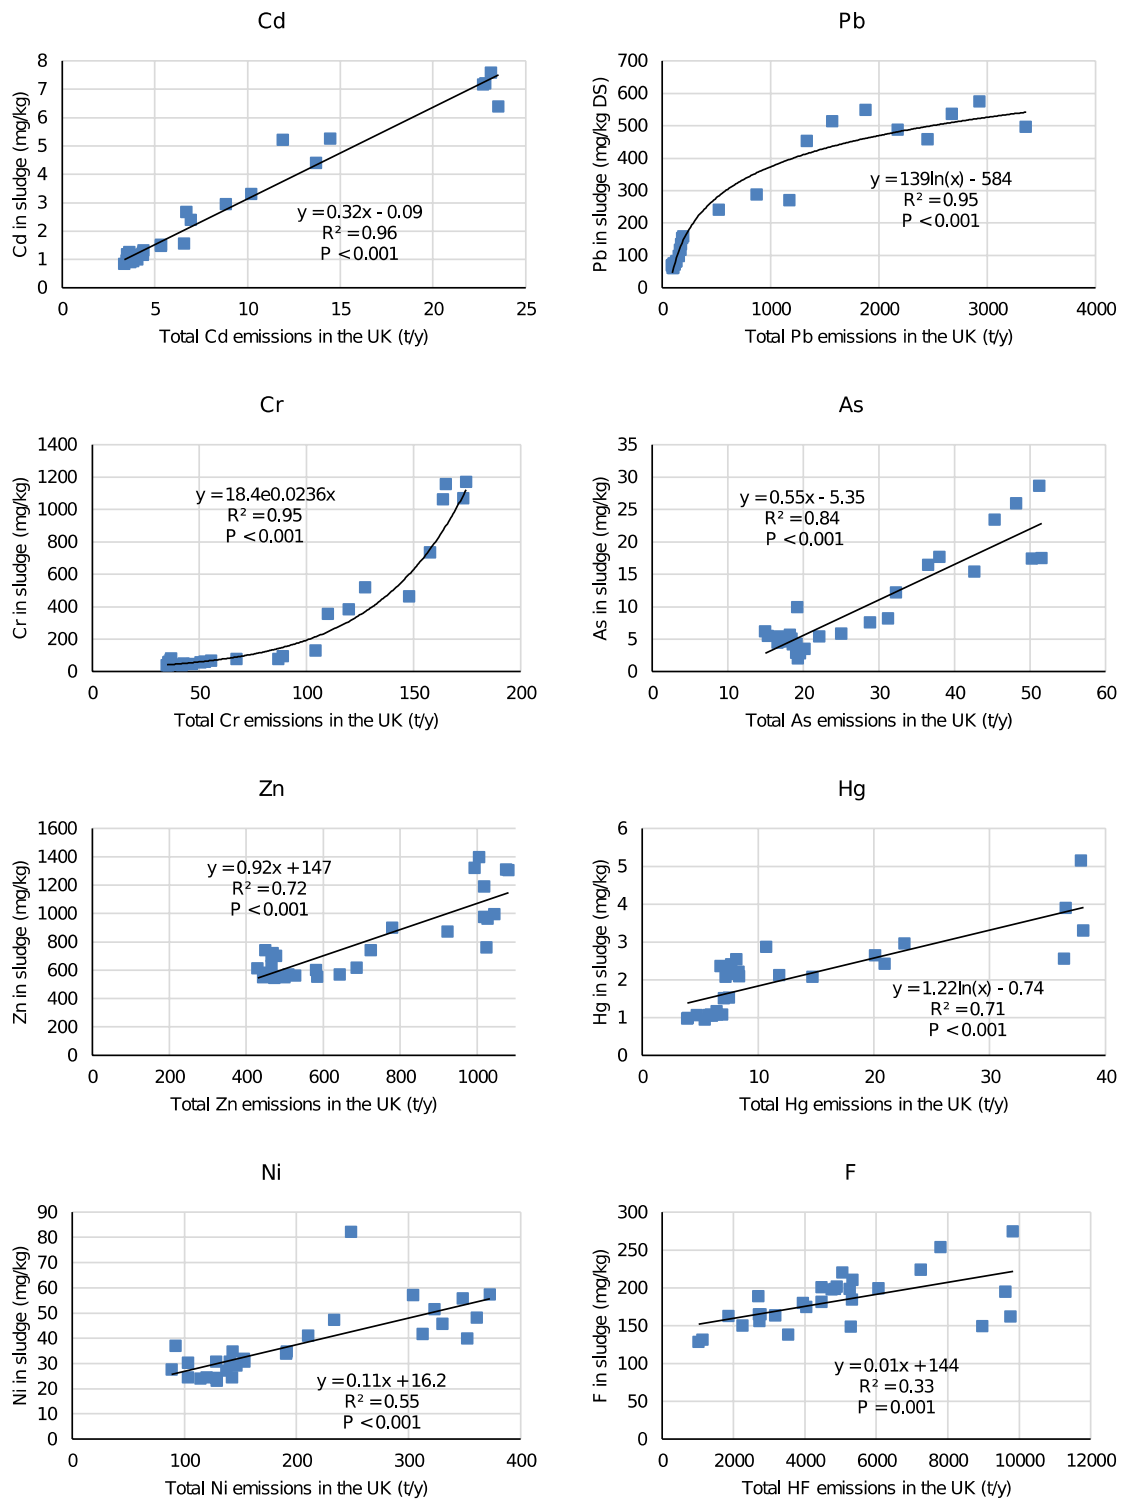 Cd
Cd in sludge (mg/kg)
8
7
6
5
4
3
2
1
0
y = 0.32x - 0.09
R² = 0.96
P < 0.001
0 5 10 15 20 25
Total Cd emissions in the UK (t/y)
Pb
Pb in sludge (mg/kg DS)
700
600
500
400
300
200
100
0
y = 139ln(x) - 584
R² = 0.95
P < 0.001
0 1000 2000 3000 4000
Total Pb emissions in the UK (t/y)
Cr
Cr in sludge (mg/kg)
1400
1200
1000
800
600
400
200
0
y = 18.4e0.0236x
R² = 0.95
P < 0.001
0 50 100 150 200
Total Cr emissions in the UK (t/y)
As
As in sludge (mg/kg)
35
30
25
20
15
10
5
0
y = 0.55x - 5.35
R² = 0.84
P < 0.001
0 10 20 30 40 50 60
Total As emissions in the UK (t/y)
Zn
Zn in sludge (mg/kg)
1600
1400
1200
1000
800
600
400
200
0
y = 0.92x + 147
R² = 0.72
P < 0.001
0 200 400 600 800 1000
Total Zn emissions in the UK (t/y)
Hg
Hg in sludge (mg/kg)
6
5
4
3
2
1
0
y = 1.22ln(x) - 0.74
R² = 0.71
P < 0.001
0 10 20 30 40
Total Hg emissions in the UK (t/y)
Ni
Ni in sludge (mg/kg)
90
80
70
60
50
40
30
20
10
0
y = 0.11x + 16.2
R² = 0.55
P < 0.001
0 100 200 300 400
Total Ni emissions in the UK (t/y)
F
F in sludge (mg/kg)
300
250
200
150
100
50
0
y = 0.01x + 144
R² = 0.33
P = 0.001
0 2000 4000 6000 8000 10000 12000
Total HF emissions in the UK (t/y)